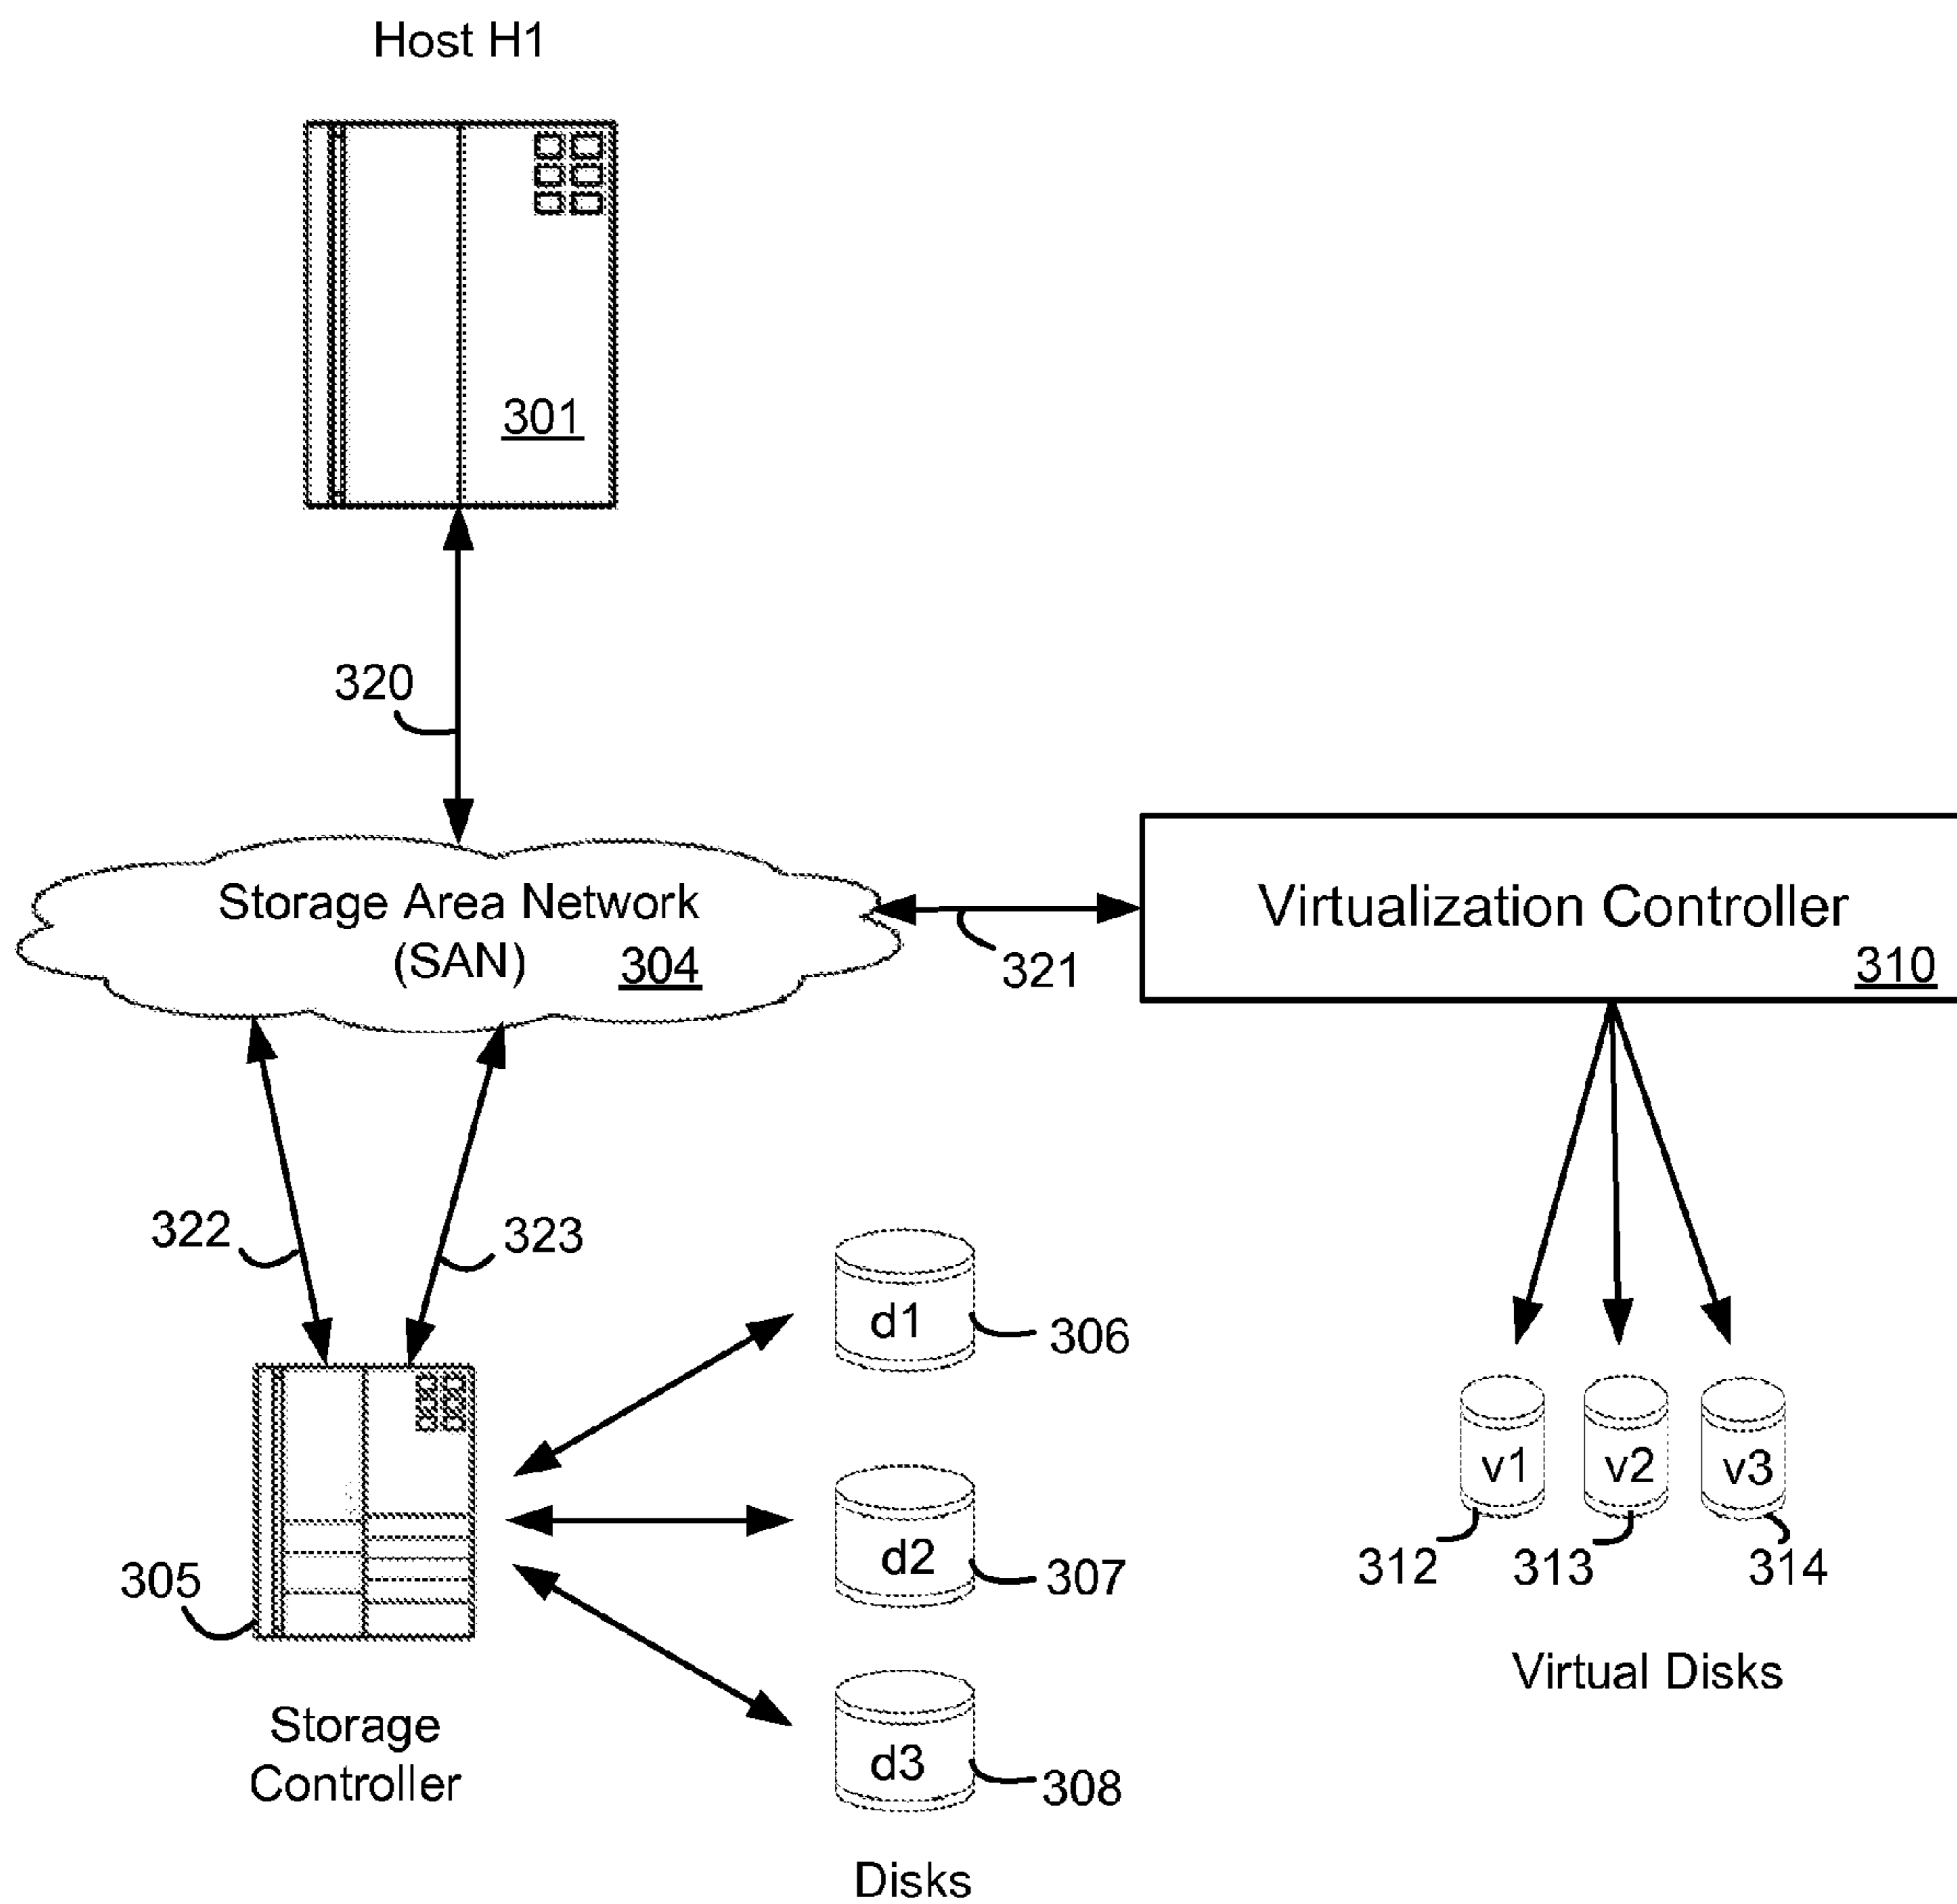 Host H1
301
320
Storage Area Network
(SAN)
304
321
Virtualization Controller
310
322
323
d1
306
d2
307
d3
308
305
Storage
Controller
Disks
v1
v2
v3
312
313
314
Virtual Disks